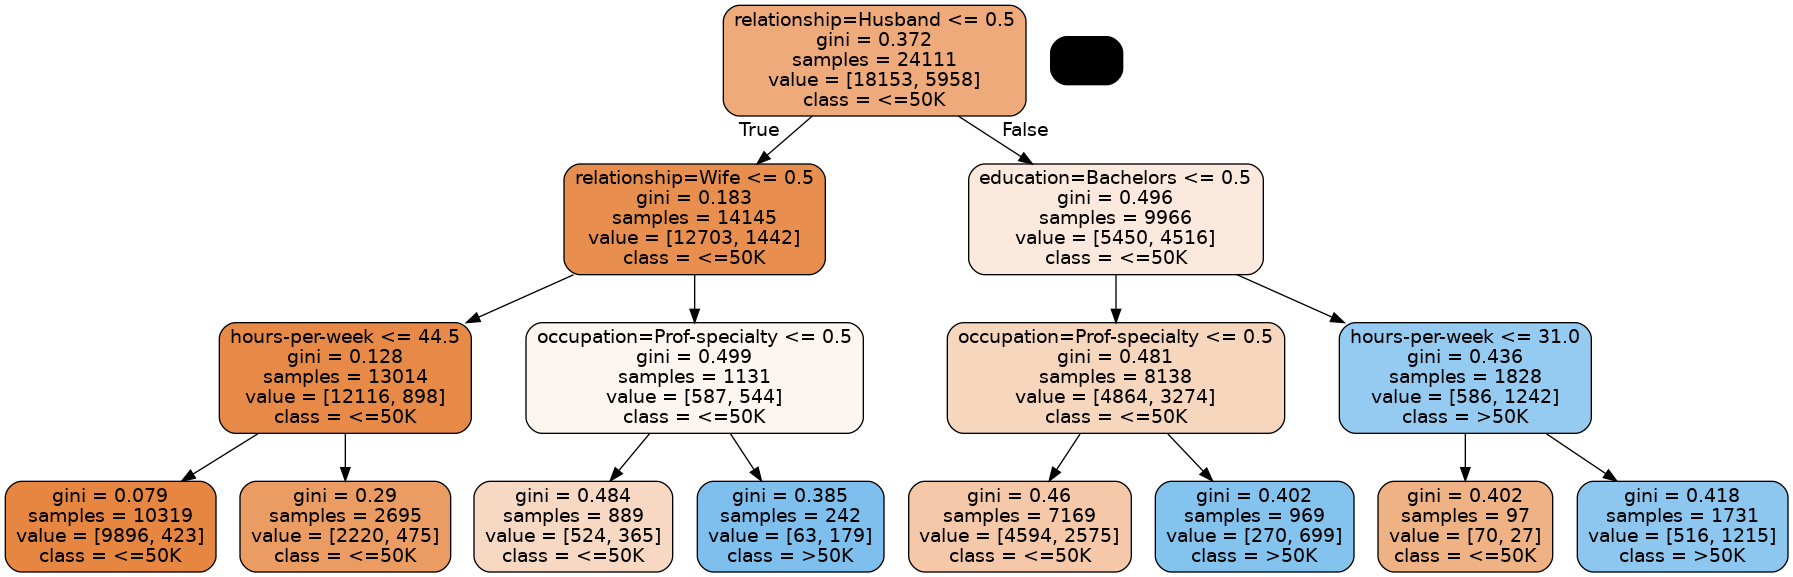 relationship=Husband <= 0.5
gini = 0.372
samples = 24111
value = [18153, 5958]
class = <=50K
True
False
relationship=Wife <= 0.5
gini = 0.183
samples = 14145
value = [12703, 1442]
class = <=50K
education=Bachelors <= 0.5
gini = 0.496
samples = 9966
value = [5450, 4516]
class = <=50K
hours-per-week <= 44.5
gini = 0.128
samples = 13014
value = [12116, 898]
class = <=50K
occupation=Prof-specialty <= 0.5
gini = 0.499
samples = 1131
value = [587, 544]
class = <=50K
occupation=Prof-specialty <= 0.5
gini = 0.481
samples = 8138
value = [4864, 3274]
class = <=50K
hours-per-week <= 31.0
gini = 0.436
samples = 1828
value = [586, 1242]
class = >50K
gini = 0.079
samples = 10319
value = [9896, 423]
class = <=50K
gini = 0.29
samples = 2695
value = [2220, 475]
class = <=50K
gini = 0.484
samples = 889
value = [524, 365]
class = <=50K
gini = 0.385
samples = 242
value = [63, 179]
class = >50K
gini = 0.46
samples = 7169
value = [4594, 2575]
class = <=50K
gini = 0.402
samples = 969
value = [270, 699]
class = >50K
gini = 0.402
samples = 97
value = [70, 27]
class = <=50K
gini = 0.418
samples = 1731
value = [516, 1215]
class = >50K